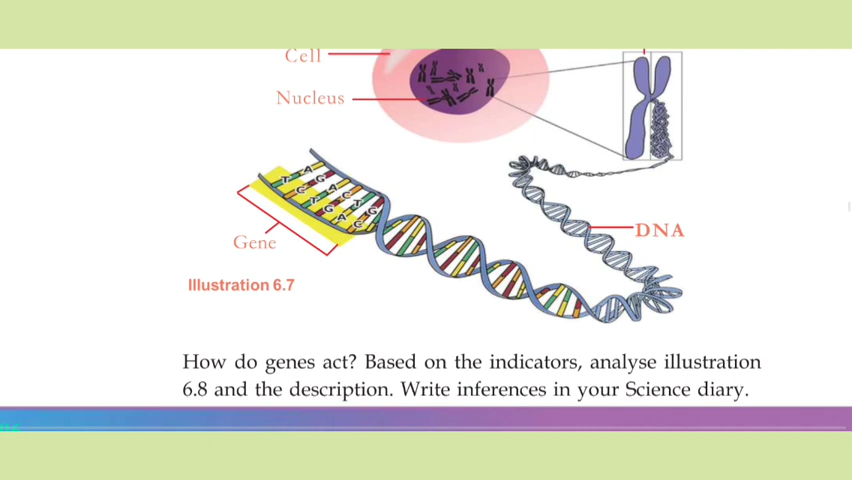 Cell
Nucleus
T A
C G
T A
G C
A T
C G
DNA
Gene
Illustration 6.7
How do genes act? Based on the indicators, analyse illustration
6.8 and the description. Write inferences in your Science diary.